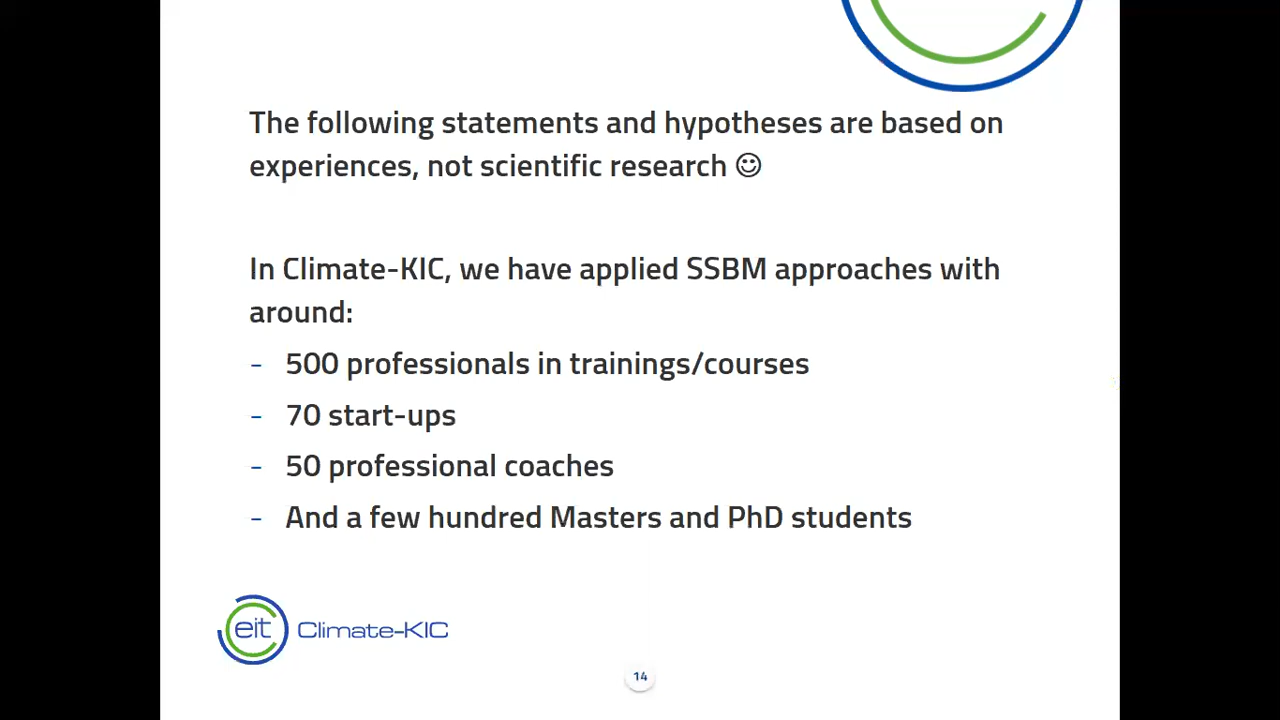 The following statements and hypotheses are based on
experiences, not scientific research ☺
In Climate-KIC, we have applied SSBM approaches with
around:
- 500 professionals in trainings/courses
- 70 start-ups
- 50 professional coaches
- And a few hundred Masters and PhD students
eit Climate-KIC
14